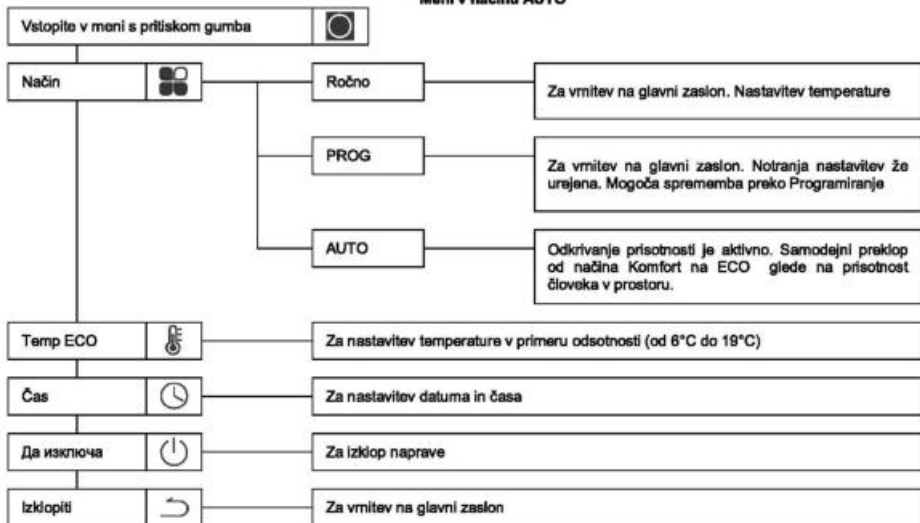 Meni v načinu AUTO
Vstopite v meni s pritiskom gumba
Način
Ročno
Za vrnitev na glavni zaslon. Nastavitev temperature
PROG
Za vrnitev na glavni zaslon. Notranja nastavitev že
urejena. Mogoča sprememba preko Programiranje
AUTO
Odkrivanje prisotnosti je aktivno. Samodejni preklop
od načina Komfort na ECO glede na prisotnost
človeka v prostoru.
Temp ECO
Za nastavitev temperature v primeru odsotnosti (od 6°C do 19°C)
Čas
Za nastavitev datuma in časa
Да изключа
Za izklop naprave
Izklopiti
Za vrnitev na glavni zaslon